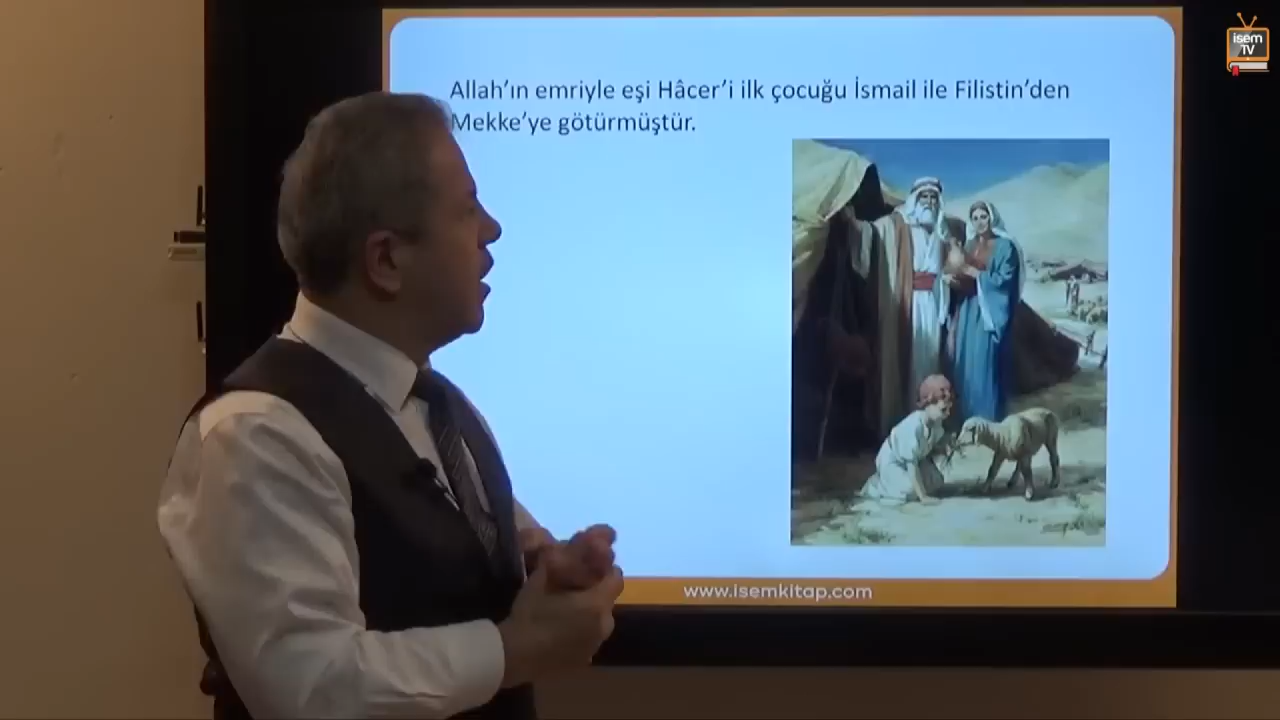 isem
TV
Allah’ın emriyle eşi Hâcer’i ilk çocuğu İsmail ile Filistin’den
Mekke’ye götürmüştür.
www.isemkitap.com